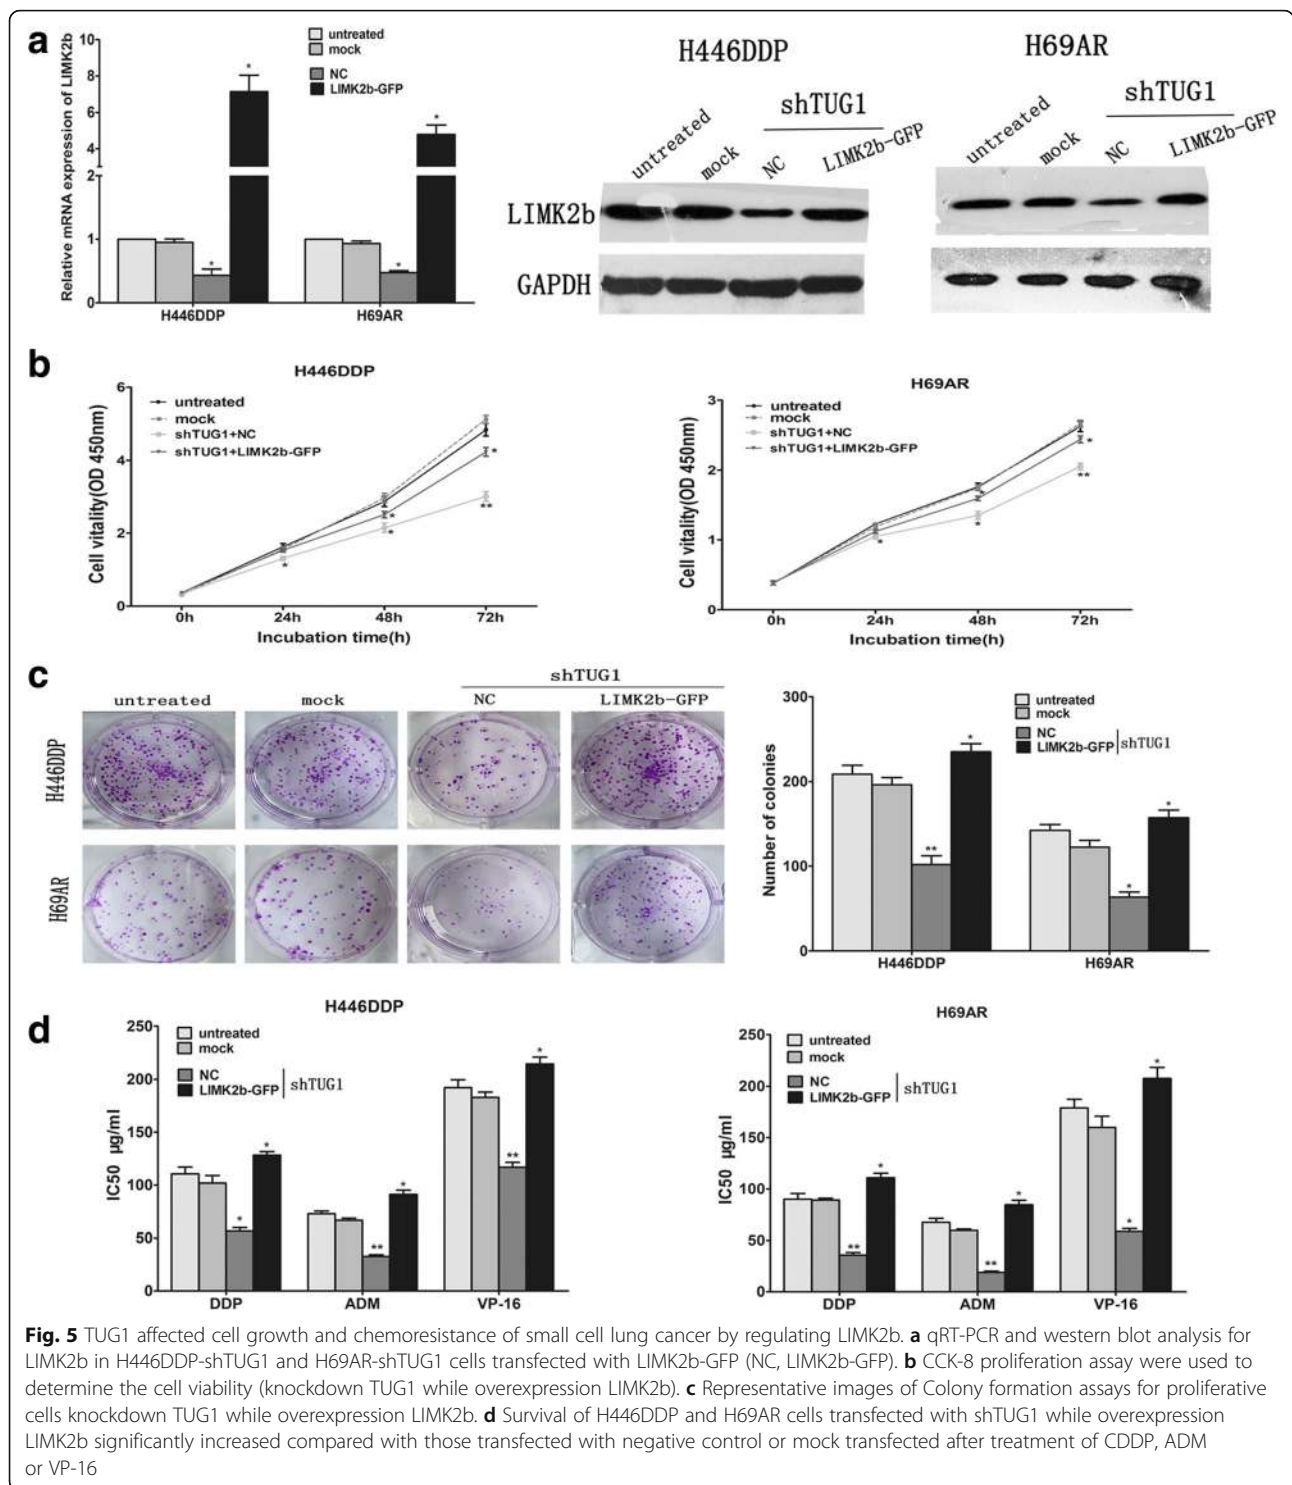 a
10
8
6
4
2
1
0
Relative mRNA expression of LIMK2b
untreated
mock
NC
LIMK2b-GFP
*
*
*
*
H446DDP
H69AR
H446DDP
H69AR
shTUG1
shTUG1
untreated
mock
NC
LIMK2b-GFP
untreated
mock
NC
LIMK2b-GFP
LIMK2b
GAPDH
b
H446DDP
6
4
2
0
Cell vitality(OD 450nm)
untreated
mock
shTUG1+NC
shTUG1+LIMK2b-GFP
*
*
*
*
**
0h
24h
48h
72h
Incubation time(h)
H69AR
3
2
1
0
Cell vitality(OD 450nm)
untreated
mock
shTUG1+NC
shTUG1+LIMK2b-GFP
*
*
*
*
**
0h
24h
48h
72h
Incubation time(h)
c
shTUG1
untreated
mock
NC
LIMK2b-GFP
H446DDP
H69AR
300
200
100
0
Number of colonies
untreated
mock
NC
LIMK2b-GFP
shTUG1
**
*
*
*
H446DDP
H69AR
d
H446DDP
250
200
150
100
50
0
IC50 µg/ml
untreated
mock
NC
LIMK2b-GFP
shTUG1
*
*
**
*
**
*
DDP
ADM
VP-16
H69AR
250
200
150
100
50
0
IC50 µg/ml
untreated
mock
NC
LIMK2b-GFP
shTUG1
**
*
**
*
*
*
DDP
ADM
VP-16
Fig. 5 TUG1 affected cell growth and chemoresistance of small cell lung cancer by regulating LIMK2b. a qRT-PCR and western blot analysis for
LIMK2b in H446DDP-shTUG1 and H69AR-shTUG1 cells transfected with LIMK2b-GFP (NC, LIMK2b-GFP). b CCK-8 proliferation assay were used to
determine the cell viability (knockdown TUG1 while overexpression LIMK2b). c Representative images of Colony formation assays for proliferative
cells knockdown TUG1 while overexpression LIMK2b. d Survival of H446DDP and H69AR cells transfected with shTUG1 while overexpression
LIMK2b significantly increased compared with those transfected with negative control or mock transfected after treatment of CDDP, ADM
or VP-16